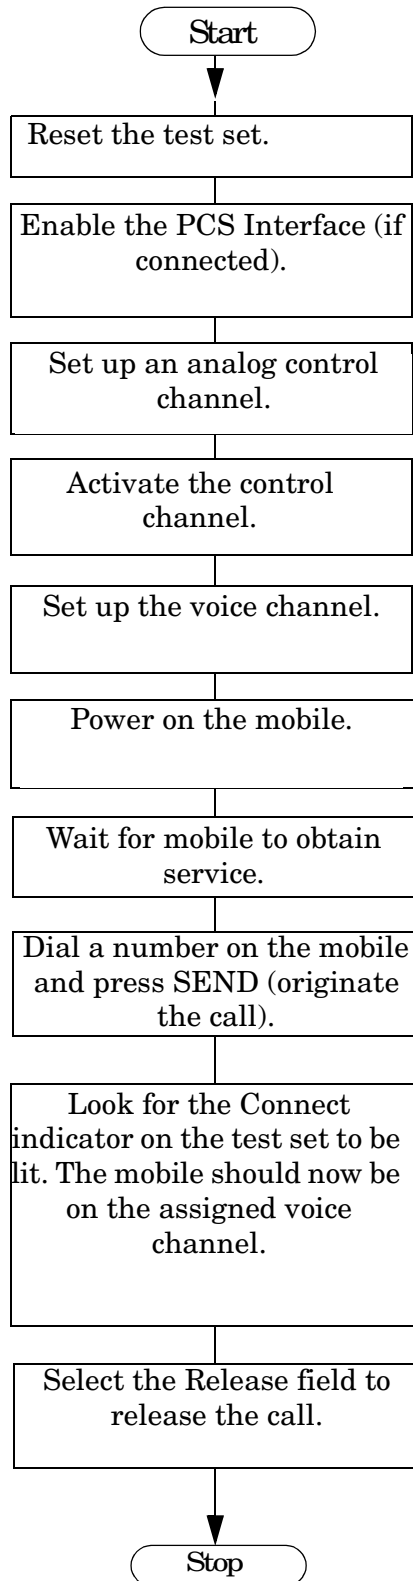 Start
Reset the test set.
Enable the PCS Interface (if
connected).
Set up an analog control
channel.
Activate the control
channel.
Set up the voice channel.
Power on the mobile.
Wait for mobile to obtain
service.
Dial a number on the mobile
and press SEND (originate
the call).
Look for the Connect
indicator on the test set to be
lit. The mobile should now be
on the assigned voice
channel.
Select the Release field to
release the call.
Stop